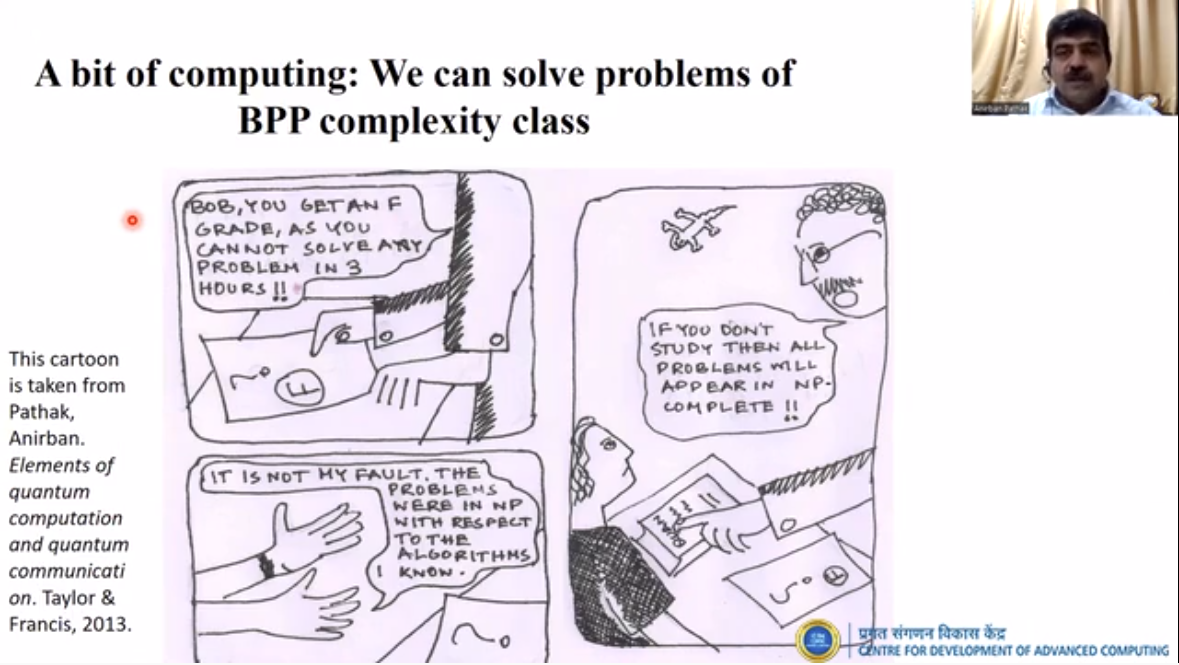 A bit of computing: We can solve problems of
BPP complexity class
Anirban Pathak
BOB, YOU GET AN F
GRADE, AS YOU
CANNOT SOLVE ANY
PROBLEM IN 3
HOURS !!
F
IT IS NOT MY FAULT. THE
PROBLEMS
WERE IN NP
WITH RESPECT
TO THE
ALGORITHMS
I KNOW.
IF YOU DON'T
STUDY THEN ALL
PROBLEMS WILL
APPEAR IN NP-
COMPLETE !!
F
This cartoon
is taken from
Pathak,
Anirban.
Elements of
quantum
computation
and quantum
communicati
on. Taylor &
Francis, 2013.
प्रगत संगणन विकास केंद्र
CENTRE FOR DEVELOPMENT OF ADVANCED COMPUTING